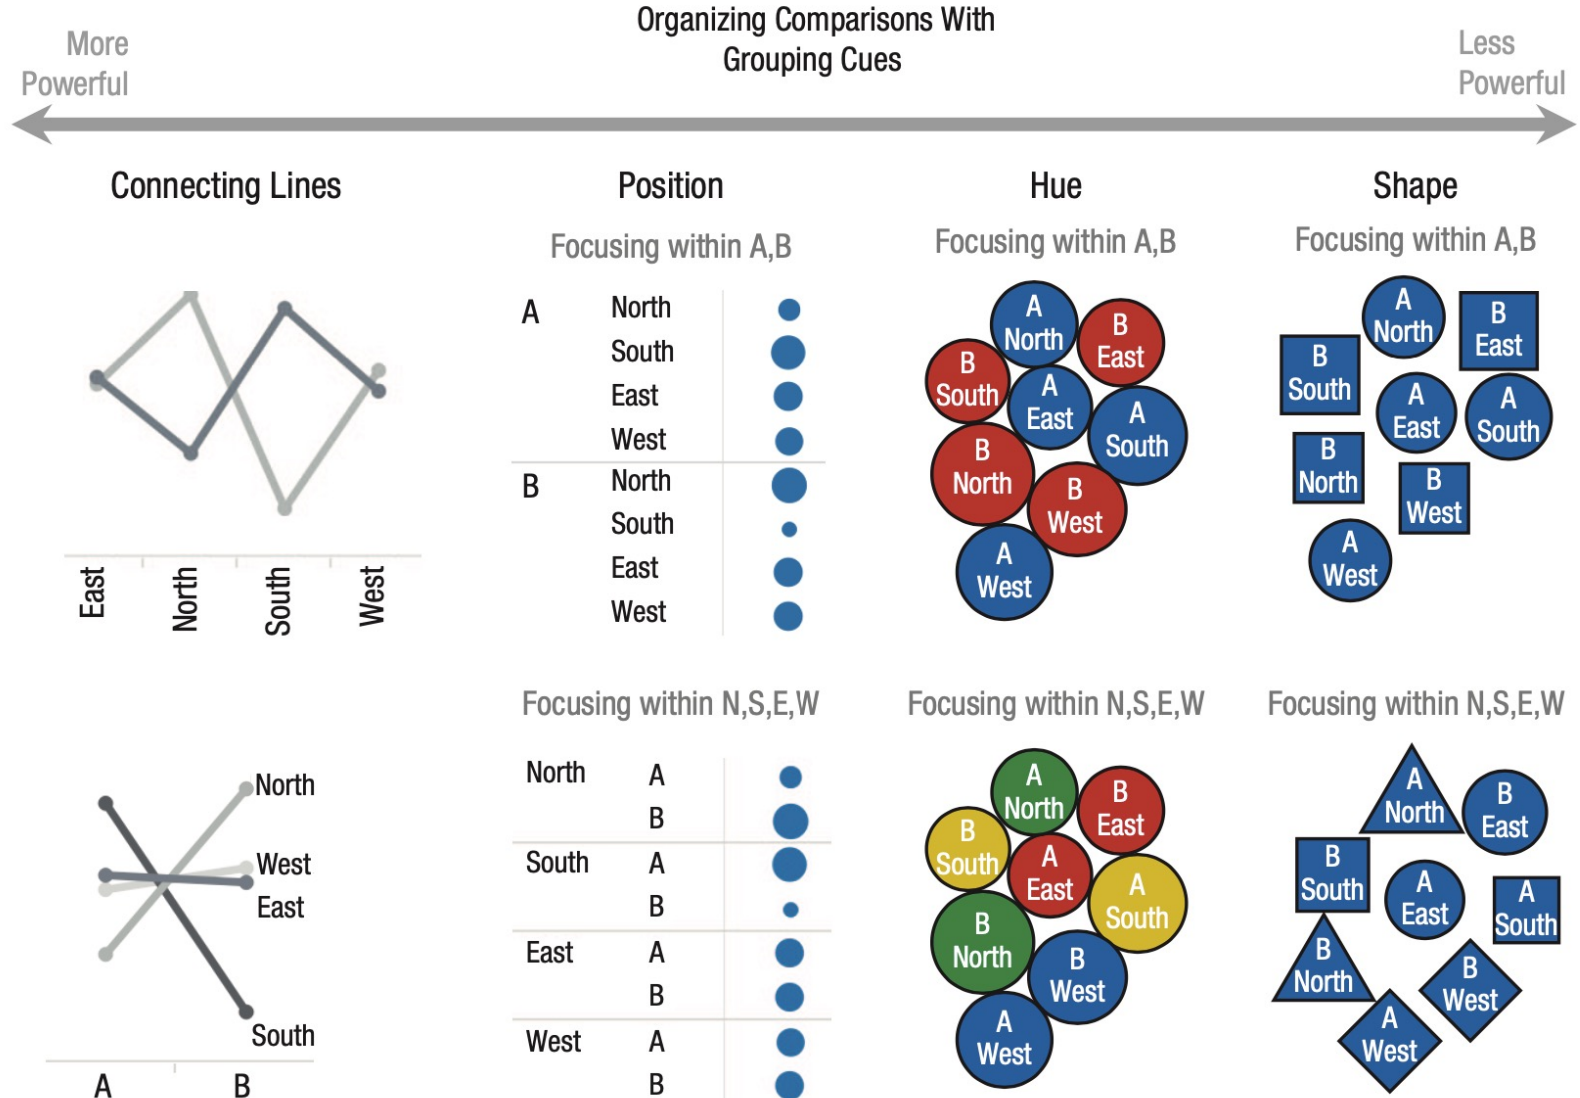 Organizing Comparisons With
Grouping Cues
More
Powerful
Less
Powerful
Connecting Lines
East
North
South
West
North
West
East
South
A
B
Position
Focusing within A,B
A
North
South
East
West
B
North
South
East
West
Focusing within N,S,E,W
North
A
B
South
A
B
East
A
B
West
A
B
Hue
Focusing within A,B
A
North
B
East
B
South
A
East
A
South
B
North
B
West
A
West
Focusing within N,S,E,W
A
North
B
East
B
South
A
East
A
South
B
North
B
West
A
West
Shape
Focusing within A,B
A
North
B
East
B
South
A
East
A
South
B
North
B
West
A
West
Focusing within N,S,E,W
A
North
B
East
B
South
A
East
A
South
B
North
B
West
A
West